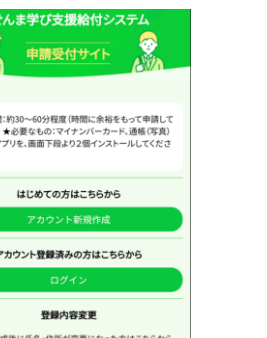 んま学び支援給付システム
申請受付サイト
:約30～60分程度(時間に余裕をもって申請して
★必要なもの:マイナンバーカード、通帳(写真)
アプリを、画面下段より2個インストールしてくださ
はじめての方はこちらから
アカウント新規作成
アカウント登録済みの方はこちらから
ログイン
登録内容変更